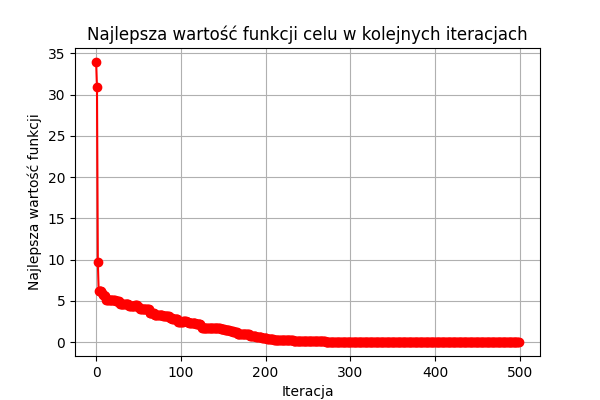 Najlepsza wartość funkcji celu w kolejnych iteracjach
Najlepsza wartość funkcji
35
30
25
20
15
10
5
0
0 100 200 300 400 500
Iteracja